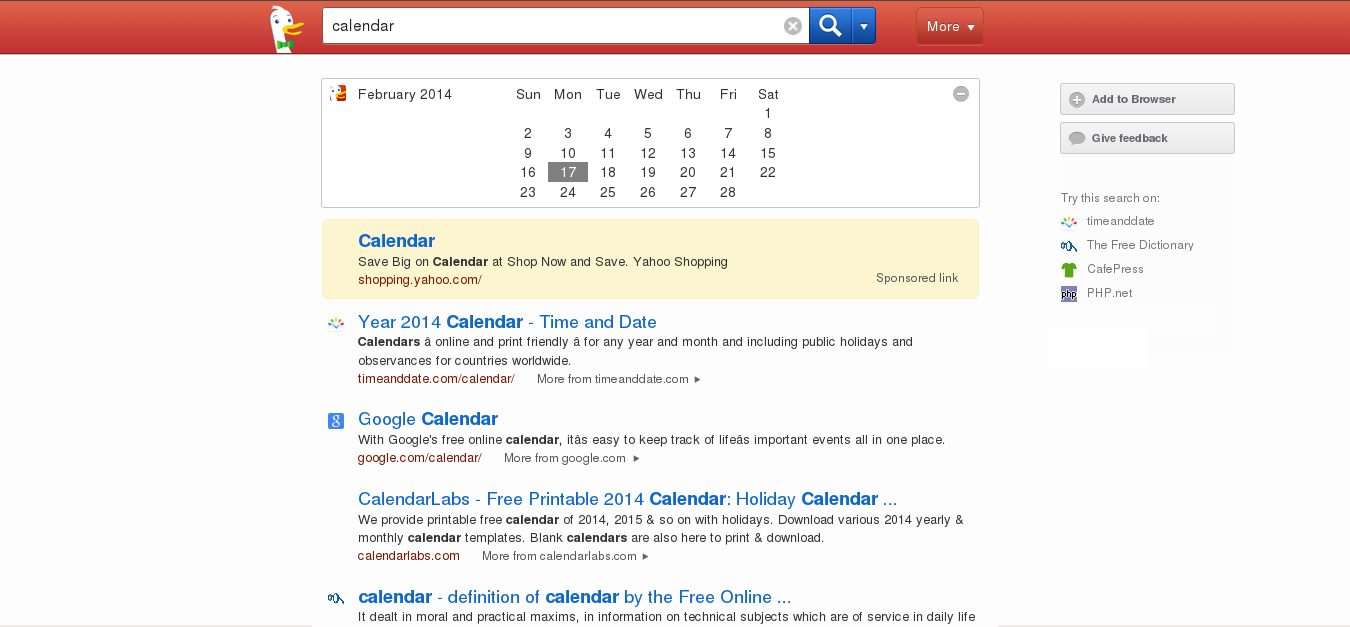 calendar
More
February 2014 Sun Mon Tue Wed Thu Fri Sat
1
2 3 4 5 6 7 8
9 10 11 12 13 14 15
16 17 18 19 20 21 22
23 24 25 26 27 28
Calendar
Save Big on Calendar at Shop Now and Save. Yahoo Shopping
shopping.yahoo.com/ Sponsored link
Year 2014 Calendar - Time and Date
Calendars â online and print friendly â for any year and month and including public holidays and
observances for countries worldwide.
timeanddate.com/calendar/ More from timeanddate.com
Google Calendar
With Google's free online calendar, itâs easy to keep track of lifeâs important events all in one place.
google.com/calendar/ More from google.com
CalendarLabs - Free Printable 2014 Calendar: Holiday Calendar ...
We provide printable free calendar of 2014, 2015 & so on with holidays. Download various 2014 yearly &
monthly calendar templates. Blank calendars are also here to print & download.
calendarlabs.com More from calendarlabs.com
calendar - definition of calendar by the Free Online ...
It dealt in moral and practical maxims, in information on technical subjects which are of service in daily life
Add to Browser
Give feedback
Try this search on:
timeanddate
The Free Dictionary
CafePress
php PHP.net